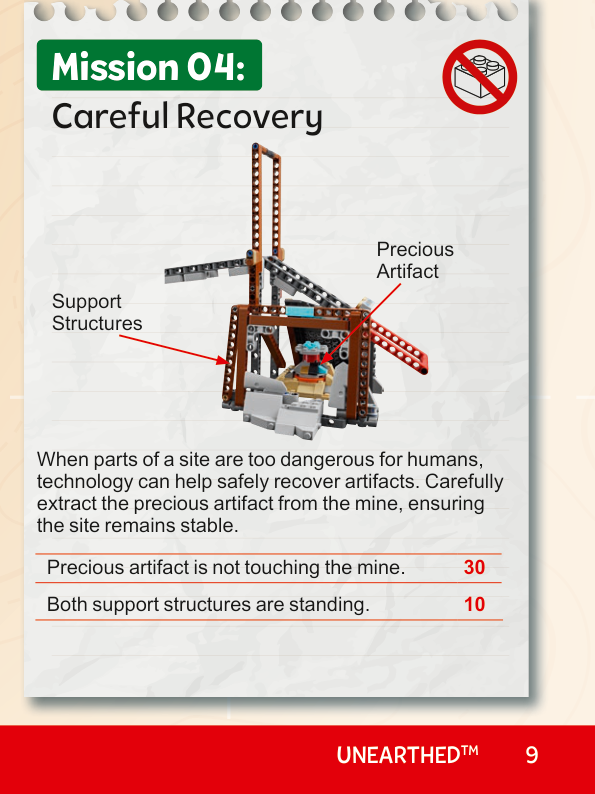 Mission 04:
Careful Recovery
Precious
Artifact
Support
Structures
When parts of a site are too dangerous for humans,
technology can help safely recover artifacts. Carefully
extract the precious artifact from the mine, ensuring
the site remains stable.
Precious artifact is not touching the mine. 30
Both support structures are standing. 10
UNEARTHED™ 9